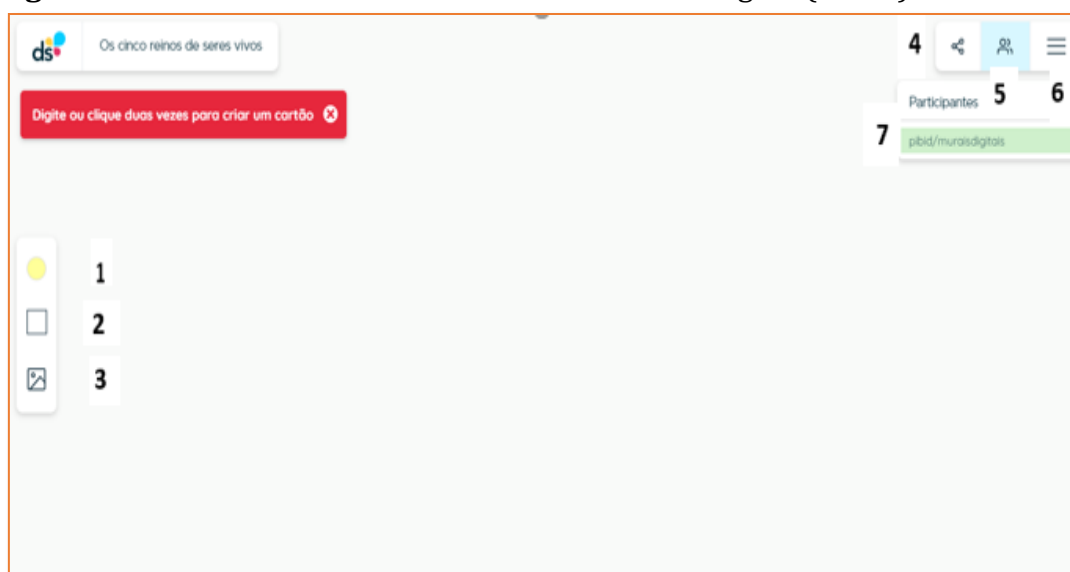 ds
Os cinco reinos de seres vivos
4
Digite ou clique duas vezes para criar um cartão
Participantes
5
6
7
pibid/muraisdigitais
1
2
3